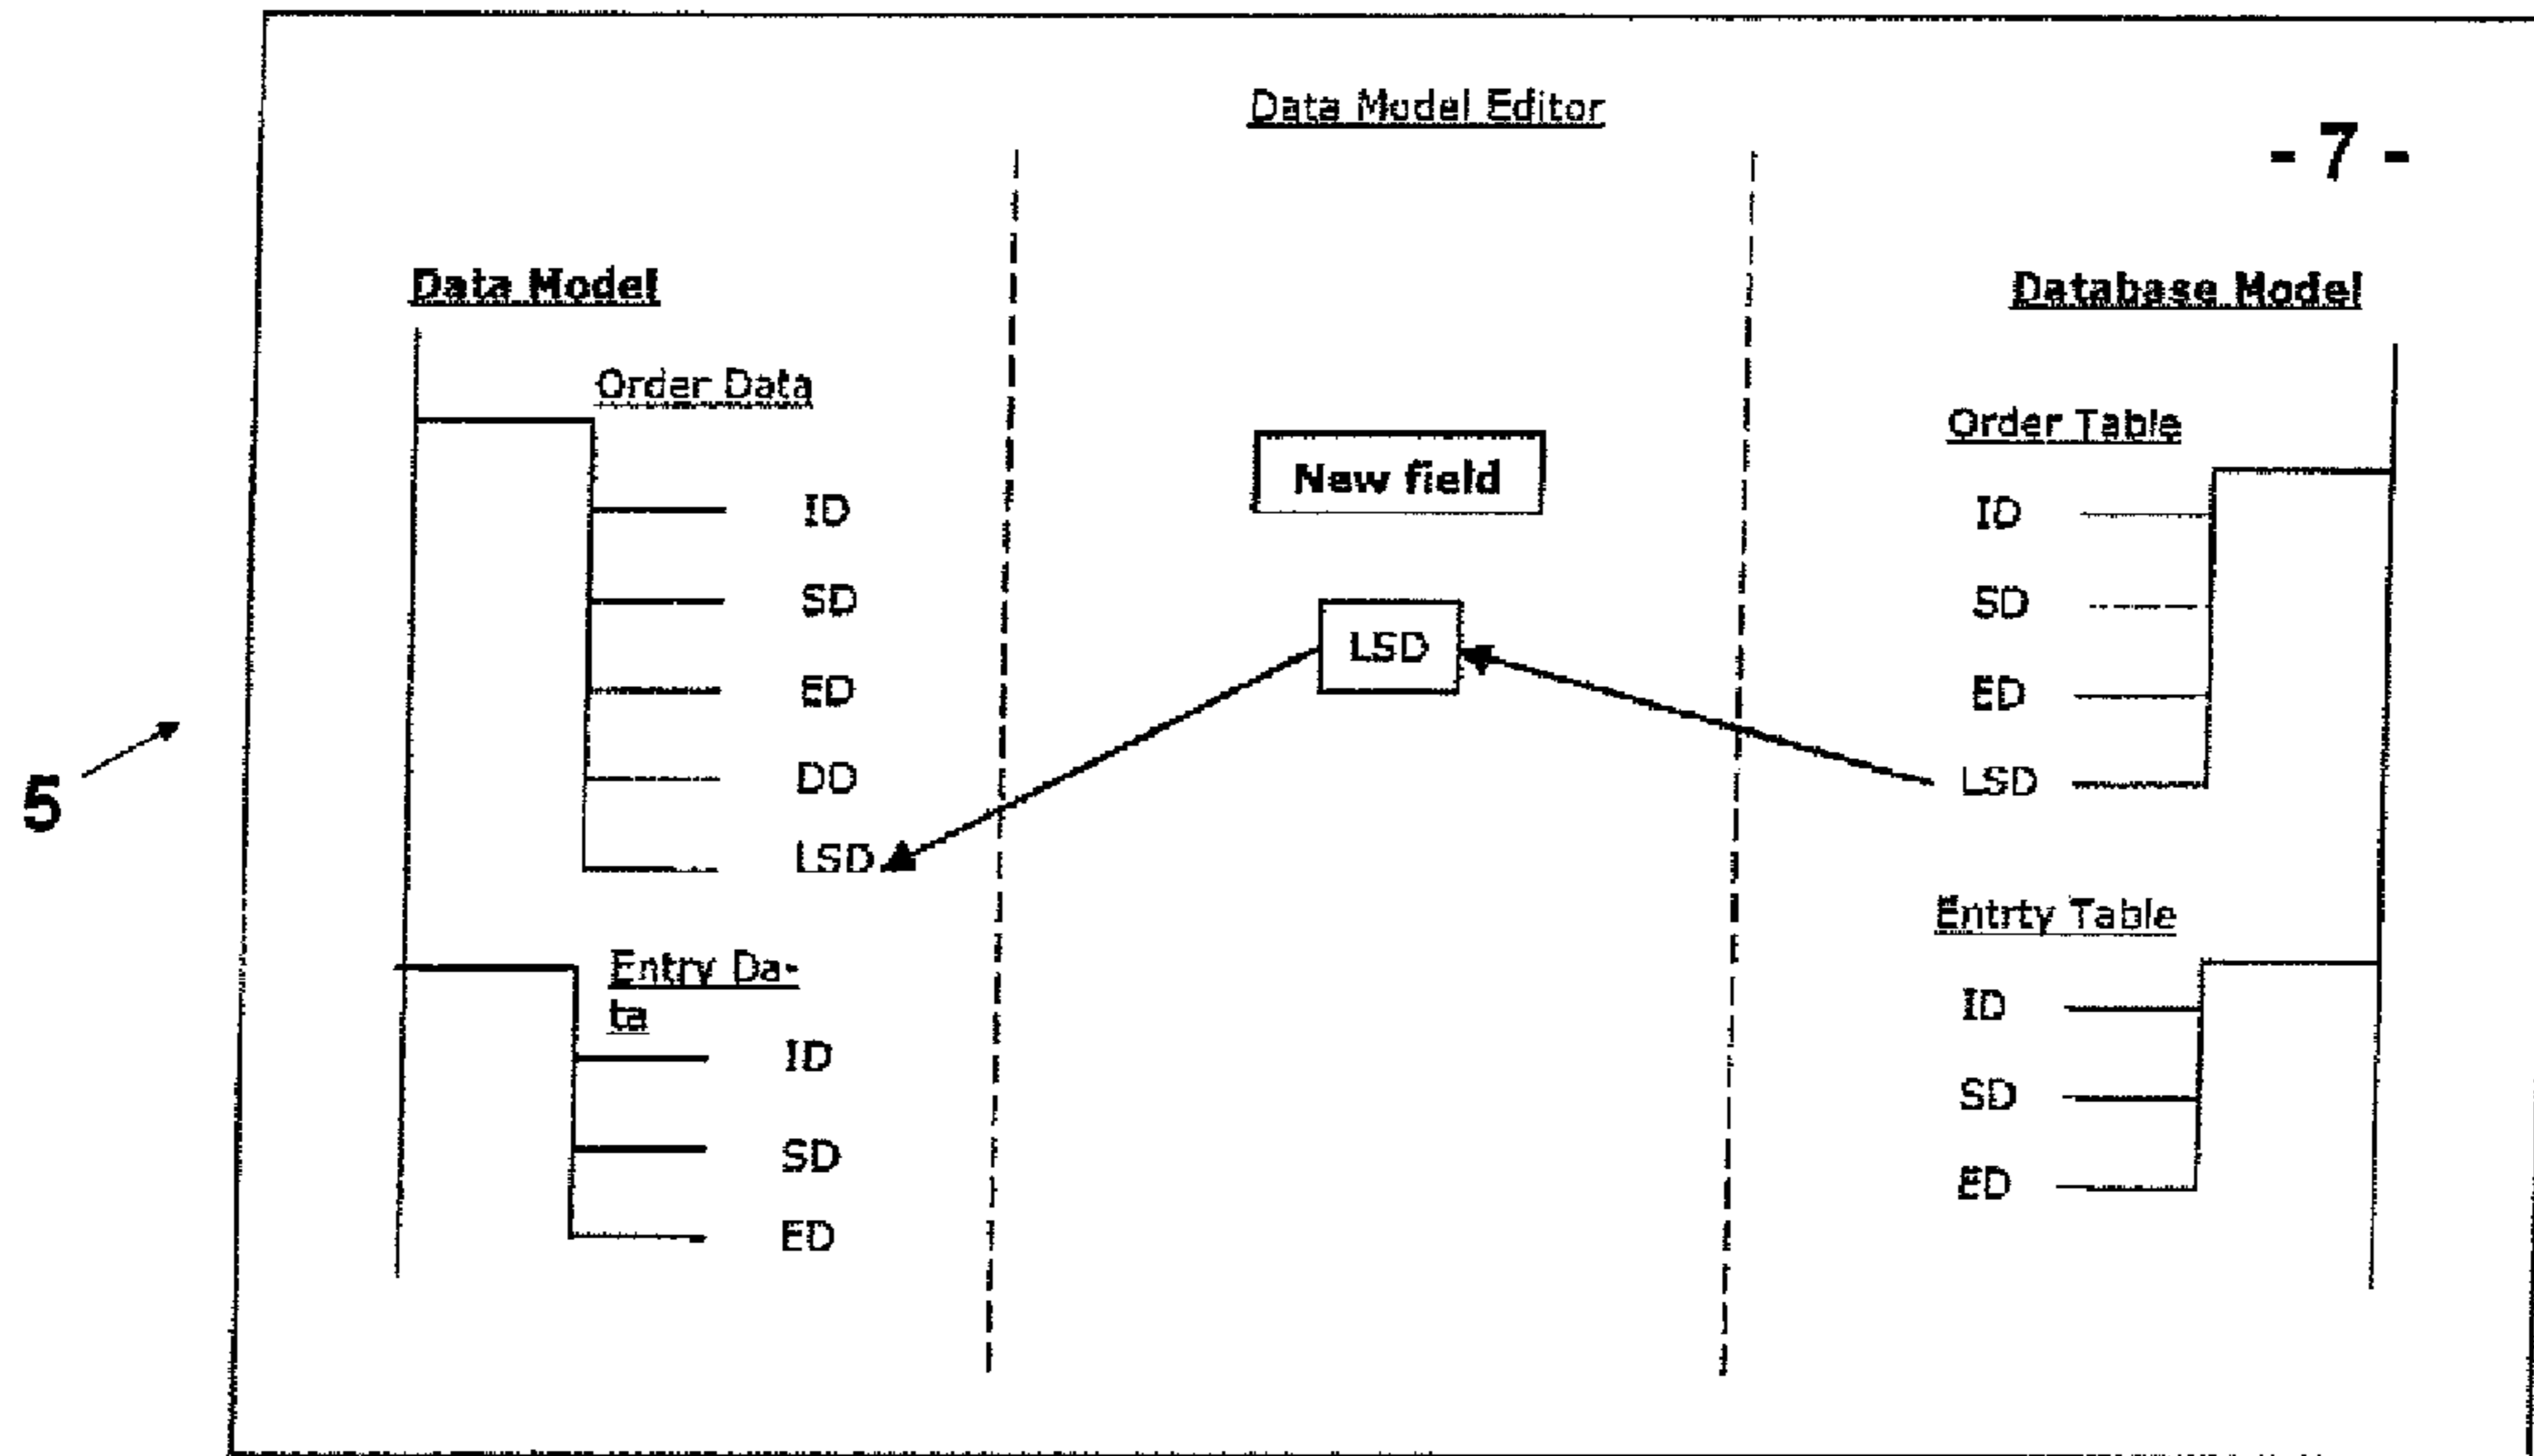 Data Model Editor
- 7 -
Data Model
Order Data
ID
SD
ED
DD
LSD
Entry Da-
ta
ID
SD
ED
New field
LSD
Database Model
Order Table
ID
SD
ED
LSD
Entrty Table
ID
SD
ED
5